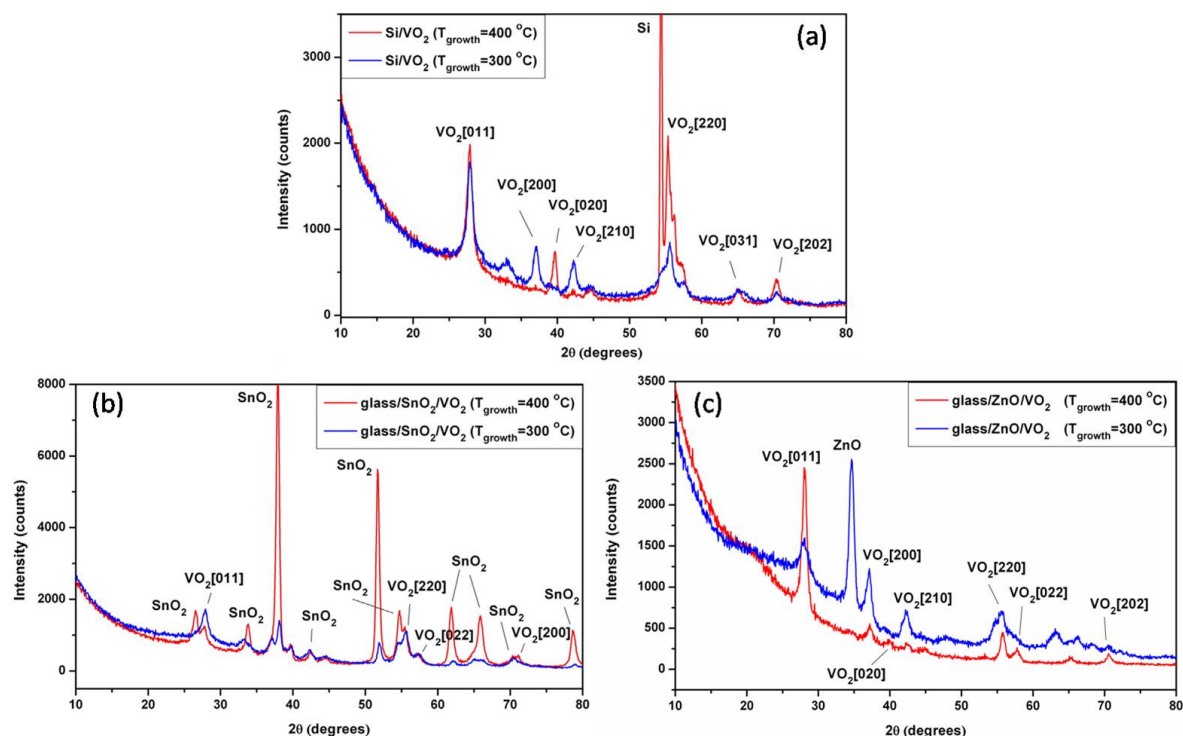 Si
(a)
Si/VO₂ (T_growth=400 °C)
Si/VO₂ (T_growth=300 °C)
3000
2000
1000
0
Intensity (counts)
VO₂[011]
VO₂[200]
VO₂[020]
VO₂[210]
VO₂[220]
VO₂[031]
VO₂[202]
10 20 30 40 50 60 70 80
2θ (degrees)
(b)
glass/SnO₂/VO₂ (T_growth=400 °C)
glass/SnO₂/VO₂ (T_growth=300 °C)
8000
6000
4000
2000
0
Intensity (counts)
SnO₂
VO₂[011]
SnO₂
SnO₂
SnO₂
SnO₂
SnO₂
VO₂[220]
VO₂[022]
SnO₂
SnO₂
VO₂[200]
SnO₂
10 20 30 40 50 60 70 80
2θ (degrees)
(c)
glass/ZnO/VO₂ (T_growth=400 °C)
glass/ZnO/VO₂ (T_growth=300 °C)
3500
3000
2500
2000
1500
1000
500
0
Intensity (counts)
VO₂[011]
ZnO
VO₂[200]
VO₂[210]
VO₂[020]
VO₂[220]
VO₂[022]
VO₂[202]
10 20 30 40 50 60 70 80
2θ (degrees)